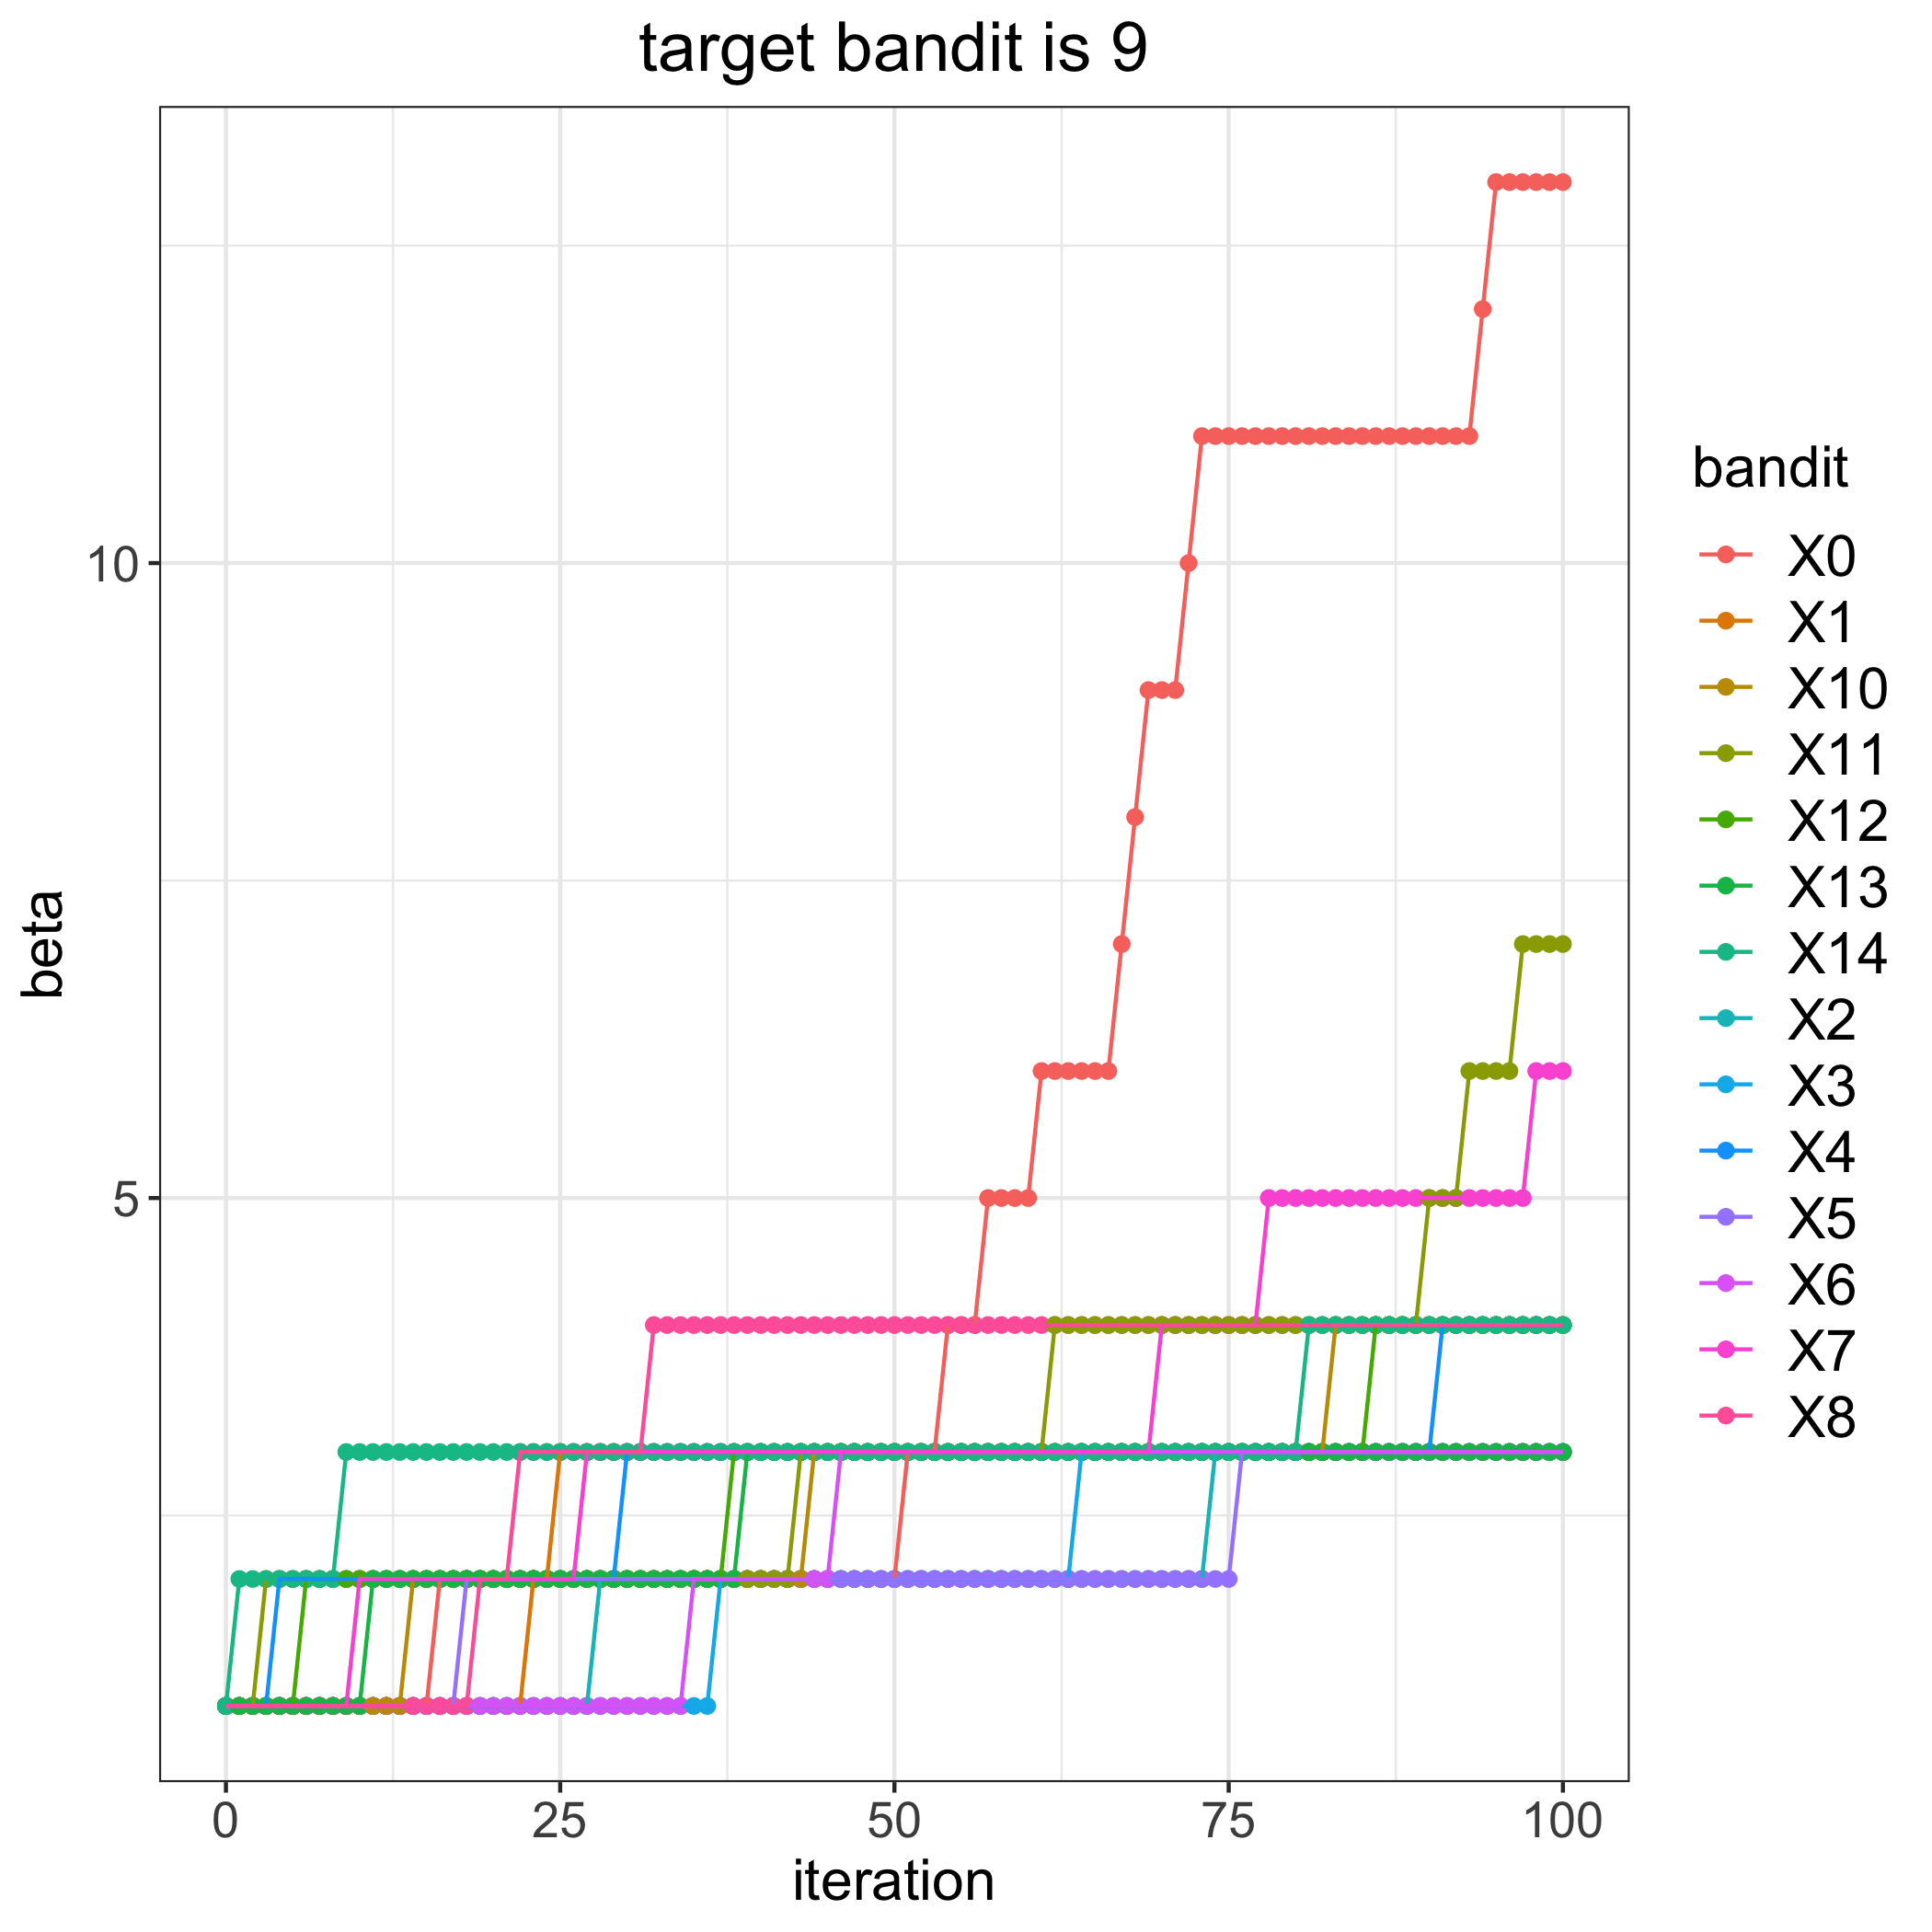 target bandit is 9
10
5
beta
0 25 50 75 100
iteration
bandit
X0
X1
X10
X11
X12
X13
X14
X2
X3
X4
X5
X6
X7
X8